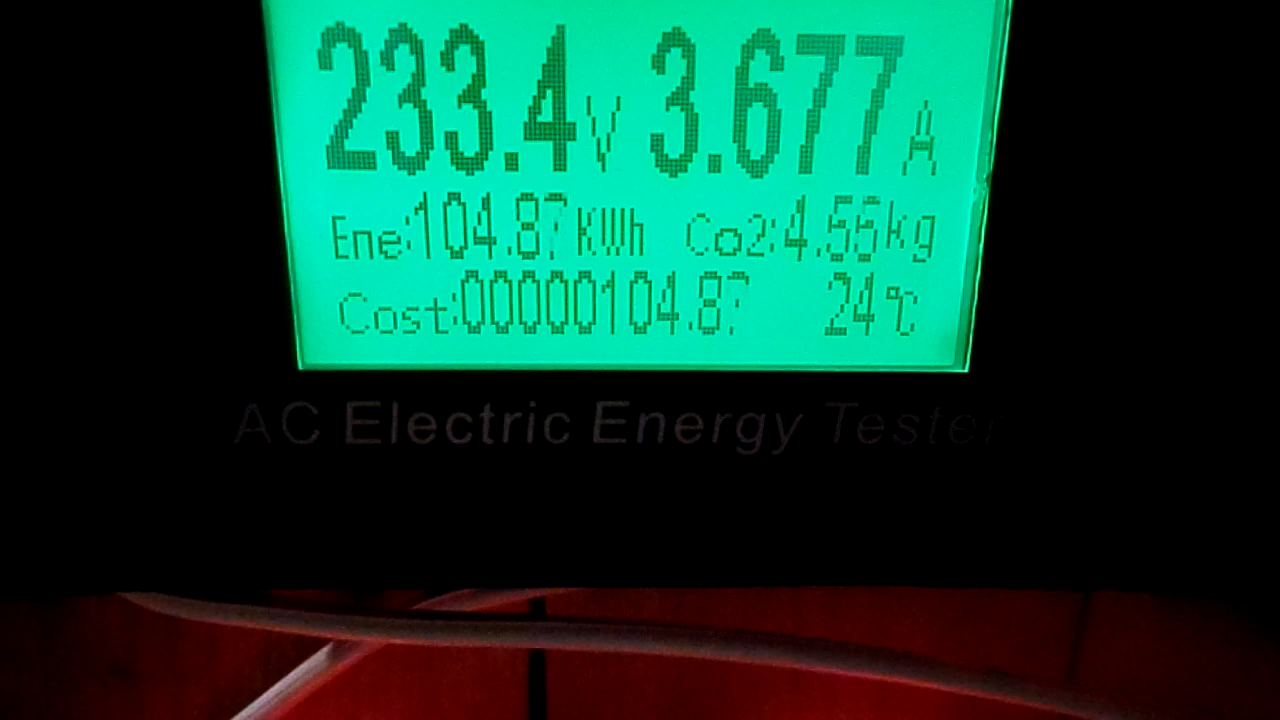 233.4V 3.677A
Ene:104.87KWh Co2:4.55kg
Cost:00000104.87 24℃
AC Electric Energy Tester